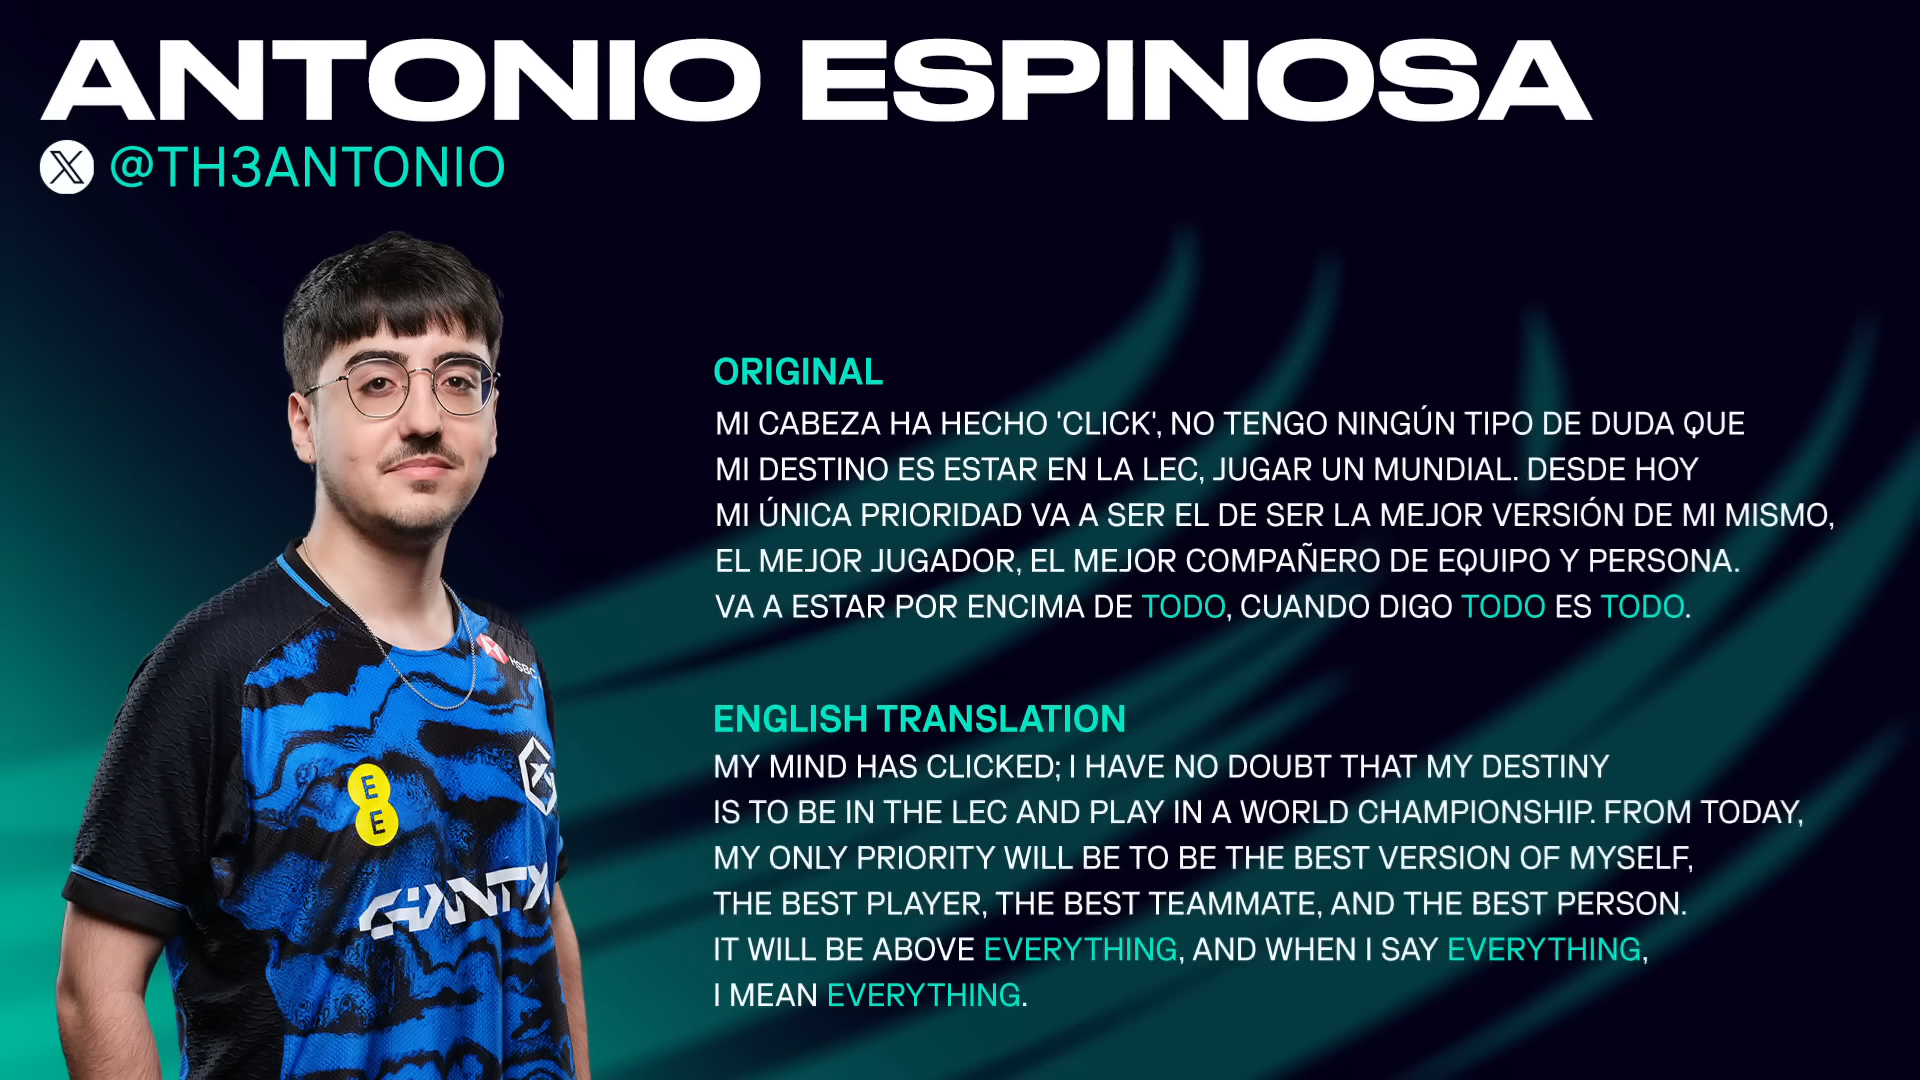 ANTONIO ESPINOSA
X @TH3ANTONIO
ORIGINAL
MI CABEZA HA HECHO 'CLICK', NO TENGO NINGÚN TIPO DE DUDA QUE
MI DESTINO ES ESTAR EN LA LEC, JUGAR UN MUNDIAL. DESDE HOY
MI ÚNICA PRIORIDAD VA A SER EL DE SER LA MEJOR VERSIÓN DE MI MISMO,
EL MEJOR JUGADOR, EL MEJOR COMPAÑERO DE EQUIPO Y PERSONA.
VA A ESTAR POR ENCIMA DE TODO, CUANDO DIGO TODO ES TODO.
ENGLISH TRANSLATION
MY MIND HAS CLICKED; I HAVE NO DOUBT THAT MY DESTINY
IS TO BE IN THE LEC AND PLAY IN A WORLD CHAMPIONSHIP. FROM TODAY,
MY ONLY PRIORITY WILL BE TO BE THE BEST VERSION OF MYSELF,
THE BEST PLAYER, THE BEST TEAMMATE, AND THE BEST PERSON.
IT WILL BE ABOVE EVERYTHING, AND WHEN I SAY EVERYTHING,
I MEAN EVERYTHING.
HSBC
EE
GIANTX